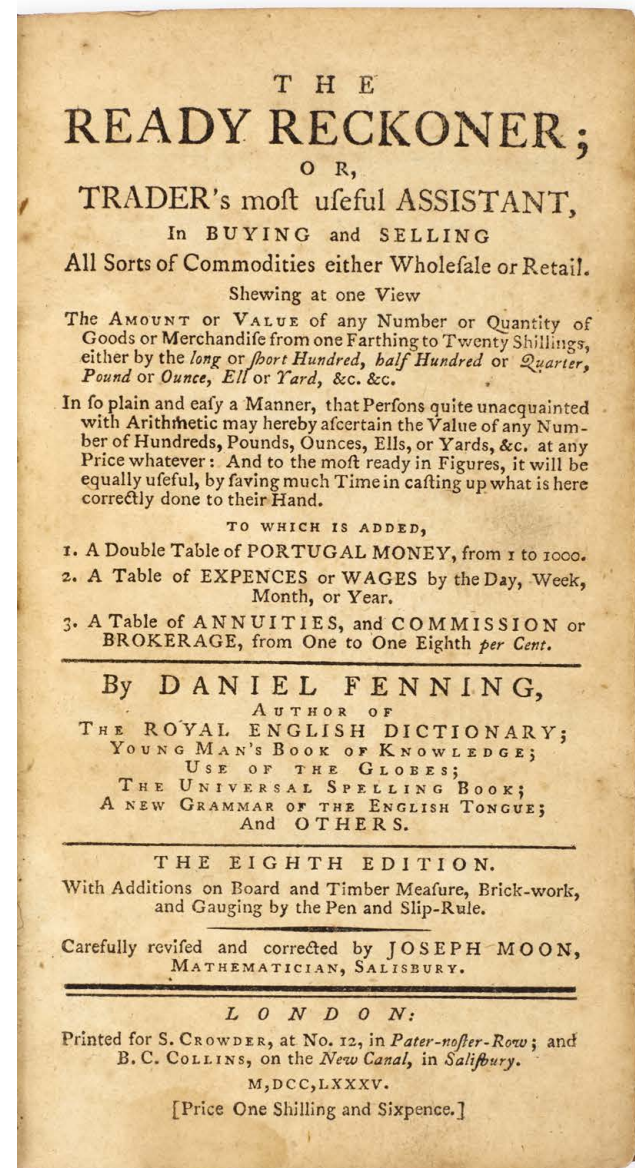 THE
READY RECKONER;
OR,
TRADER's moſt uſeful ASSISTANT,
In BUYING and SELLING
All Sorts of Commodities either Wholeſale or Retail.
Shewing at one View
The AMOUNT or VALUE of any Number or Quantity of
Goods or Merchandiſe from one Farthing to Twenty Shillings,
either by the long or ſhort Hundred, half Hundred or Quarter,
Pound or Ounce, Ell or Yard, &c. &c.
In ſo plain and eaſy a Manner, that Perſons quite unacquainted
with Arithmetic may hereby aſcertain the Value of any Num-
ber of Hundreds, Pounds, Ounces, Ells, or Yards, &c. at any
Price whatever: And to the moſt ready in Figures, it will be
equally uſeful, by ſaving much Time in caſting up what is here
correctly done to their Hand.
TO WHICH IS ADDED,
1. A Double Table of PORTUGAL MONEY, from 1 to 1000.
2. A Table of EXPENCES or WAGES by the Day, Week,
Month, or Year.
3. A Table of ANNUITIES, and COMMISSION or
BROKERAGE, from One to One Eighth per Cent.
By DANIEL FENNING,
AUTHOR OF
THE ROYAL ENGLISH DICTIONARY;
YOUNG MAN'S BOOK OF KNOWLEDGE;
USE OF THE GLOBES;
THE UNIVERSAL SPELLING BOOK;
A NEW GRAMMAR OF THE ENGLISH TONGUE;
And OTHERS.
THE EIGHTH EDITION.
With Additions on Board and Timber Meaſure, Brick-work,
and Gauging by the Pen and Slip-Rule.
Carefully reviſed and corrected by JOSEPH MOON,
MATHEMATICIAN, SALISBURY.
LONDON:
Printed for S. CROWDER, at No. 12, in Pater-noſter-Row; and
B. C. COLLINS, on the New Canal, in Saliſbury.
M,DCC,LXXXV.
[Price One Shilling and Sixpence.]